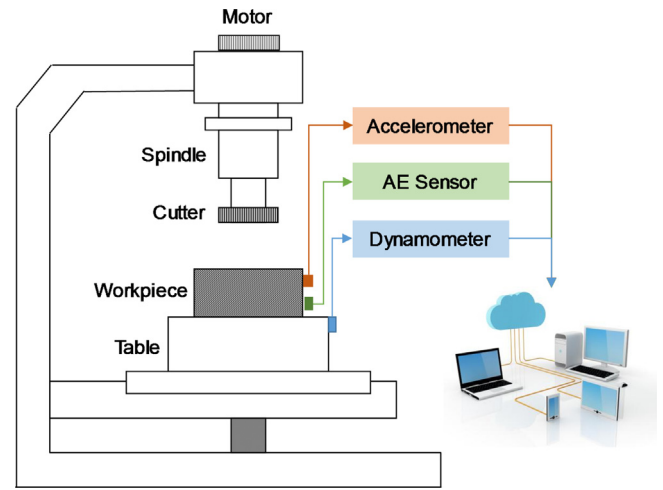 Motor
Accelerometer
Spindle
AE Sensor
Cutter
Dynamometer
Workpiece
Table